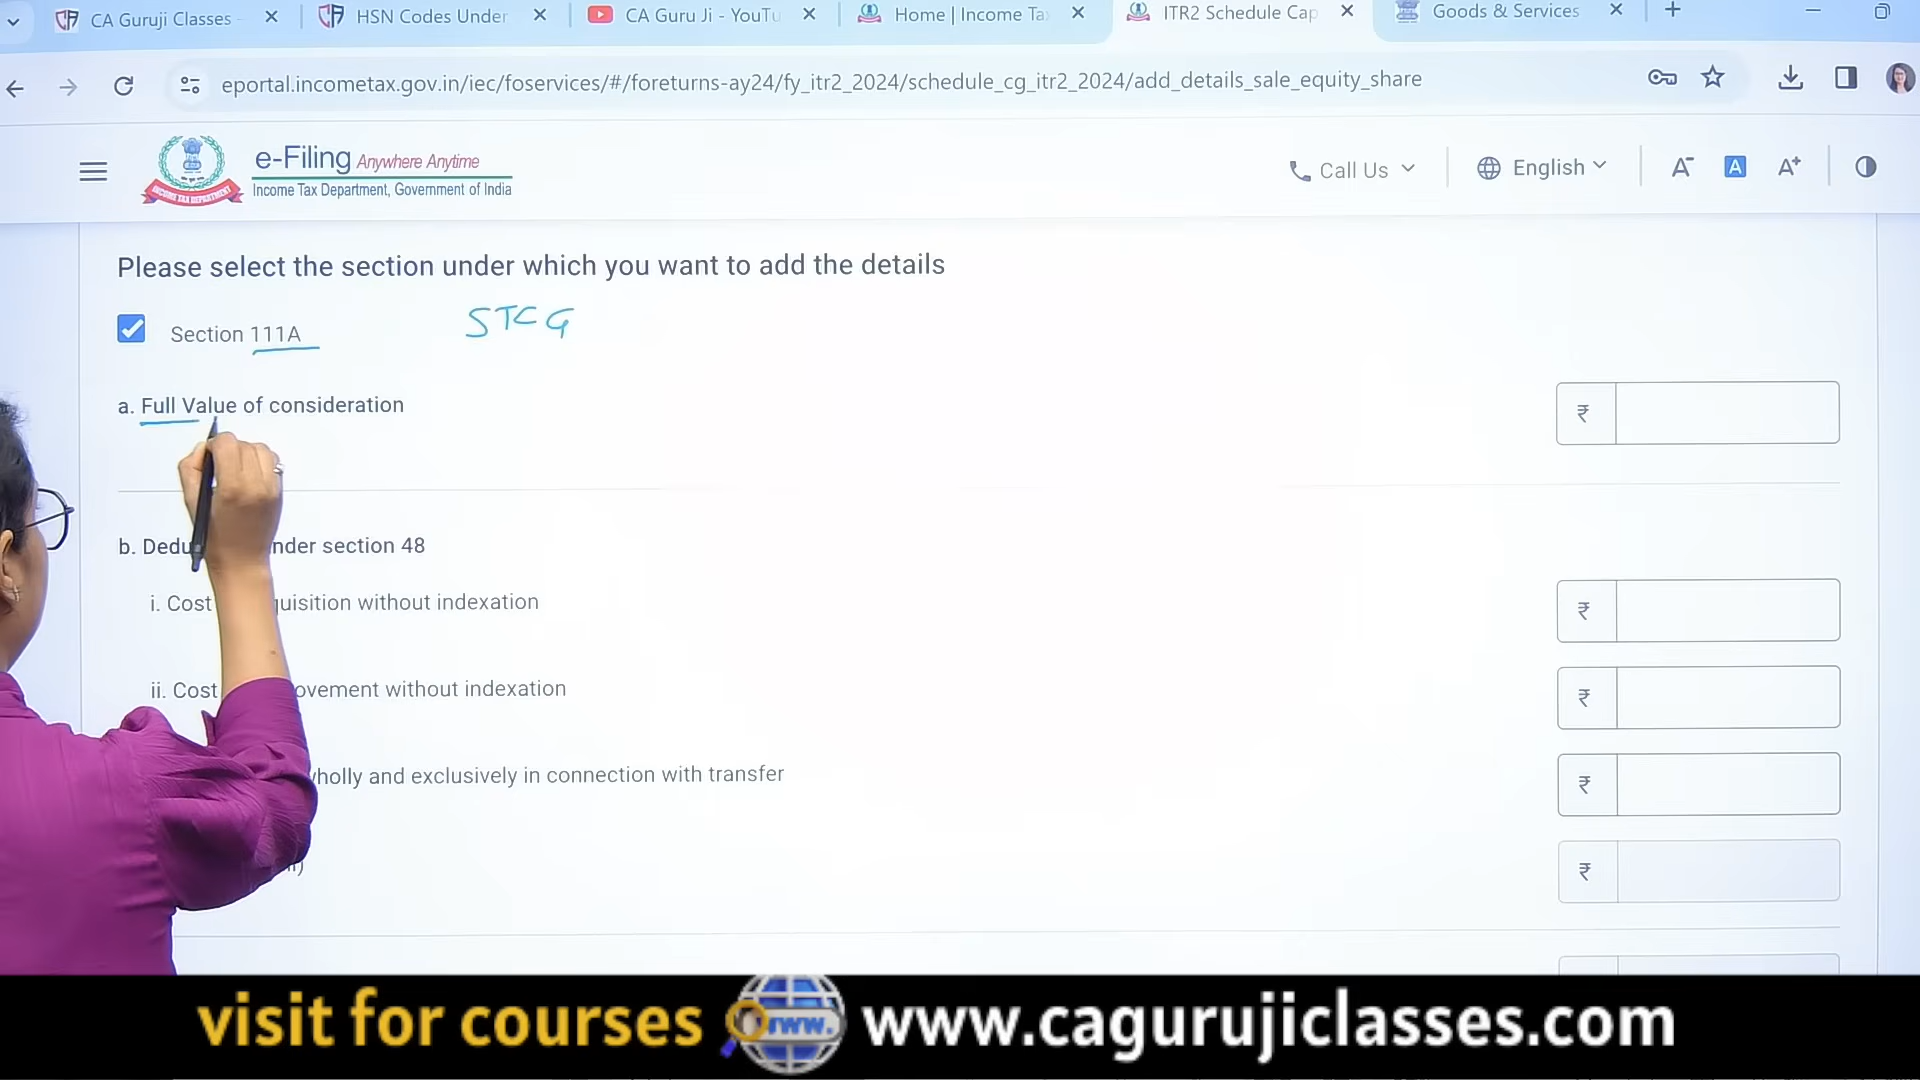 CA Guruji Classes -
HSN Codes Under
CA Guru Ji - YouTu
Home | Income Ta
ITR2 Schedule Cap
Goods & Services
eportal.incometax.gov.in/iec/foservices/#/foreturns-ay24/fy_itr2_2024/schedule_cg_itr2_2024/add_details_sale_equity_share
e-Filing Anywhere Anytime
Income Tax Department, Government of India
Call Us
English
A-
A
A+
Please select the section under which you want to add the details
Section 111A
STCG
a. Full Value of consideration
₹
b. Dedu nder section 48
i. Cost quisition without indexation
₹
ii. Cost ovement without indexation
₹
wholly and exclusively in connection with transfer
₹
₹
visit for courses www. www.cagurujiclasses.com